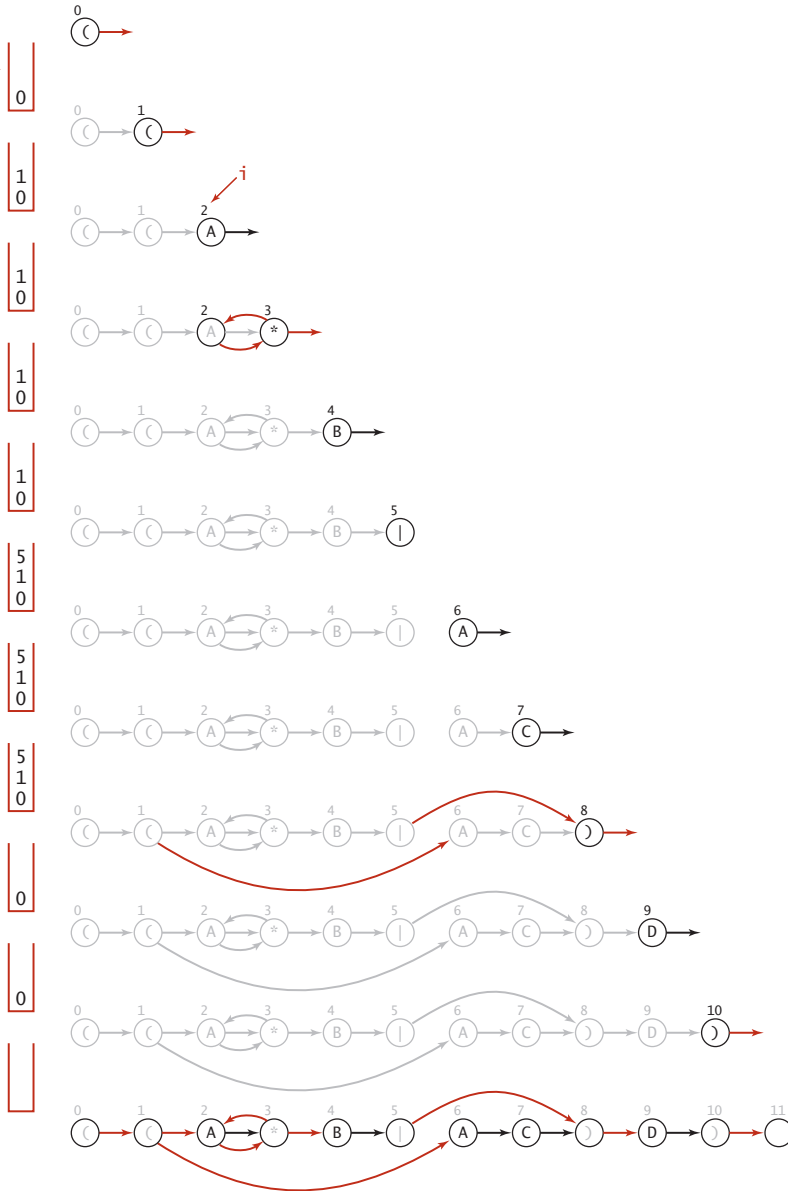 0
(
0
0 1
( (
1
0
i
0 1 2
( ( A
1
0
0 1 2 3
( ( A *
1
0
0 1 2 3 4
( ( A * B
1
0
0 1 2 3 4 5
( ( A * B |
5
1
0
0 1 2 3 4 5 6
( ( A * B | A
5
1
0
0 1 2 3 4 5 6 7
( ( A * B | A C
5
1
0
0 1 2 3 4 5 6 7 8
( ( A * B | A C )
0
0 1 2 3 4 5 6 7 8 9
( ( A * B | A C ) D
0
0 1 2 3 4 5 6 7 8 9 10
( ( A * B | A C ) D )
0 1 2 3 4 5 6 7 8 9 10 11
( ( A * B | A C ) D )